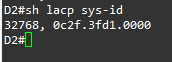 D2#sh lacp sys-id
32768, 0c2f.3fd1.0000
D2#